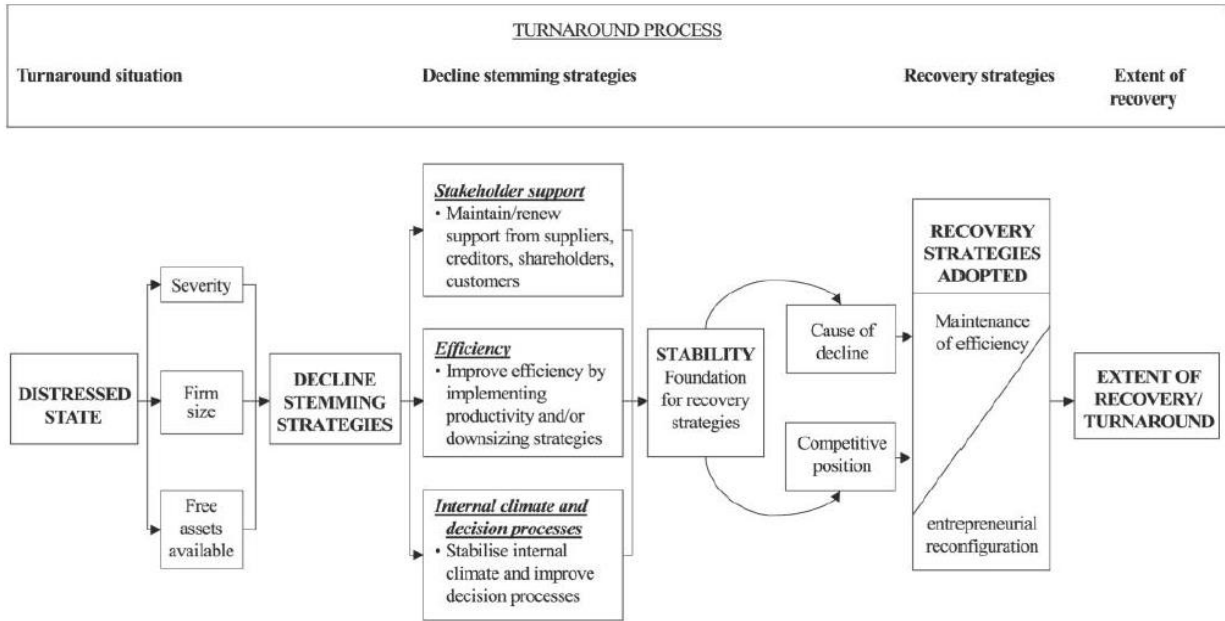 TURNAROUND PROCESS
Turnaround situation
Decline stemming strategies
Recovery strategies
Extent of
recovery
DISTRESSED
STATE
Severity
Firm
size
Free
assets
available
DECLINE
STEMMING
STRATEGIES
Stakeholder support
• Maintain/renew
support from suppliers,
creditors, shareholders,
customers
Efficiency
• Improve efficiency by
implementing
productivity and/or
downsizing strategies
Internal climate and
decision processes
• Stabilise internal
climate and improve
decision processes
STABILITY
Foundation
for recovery
strategies
Cause of
decline
Competitive
position
RECOVERY
STRATEGIES
ADOPTED
Maintenance
of efficiency
entrepreneurial
reconfiguration
EXTENT OF
RECOVERY/
TURNAROUND